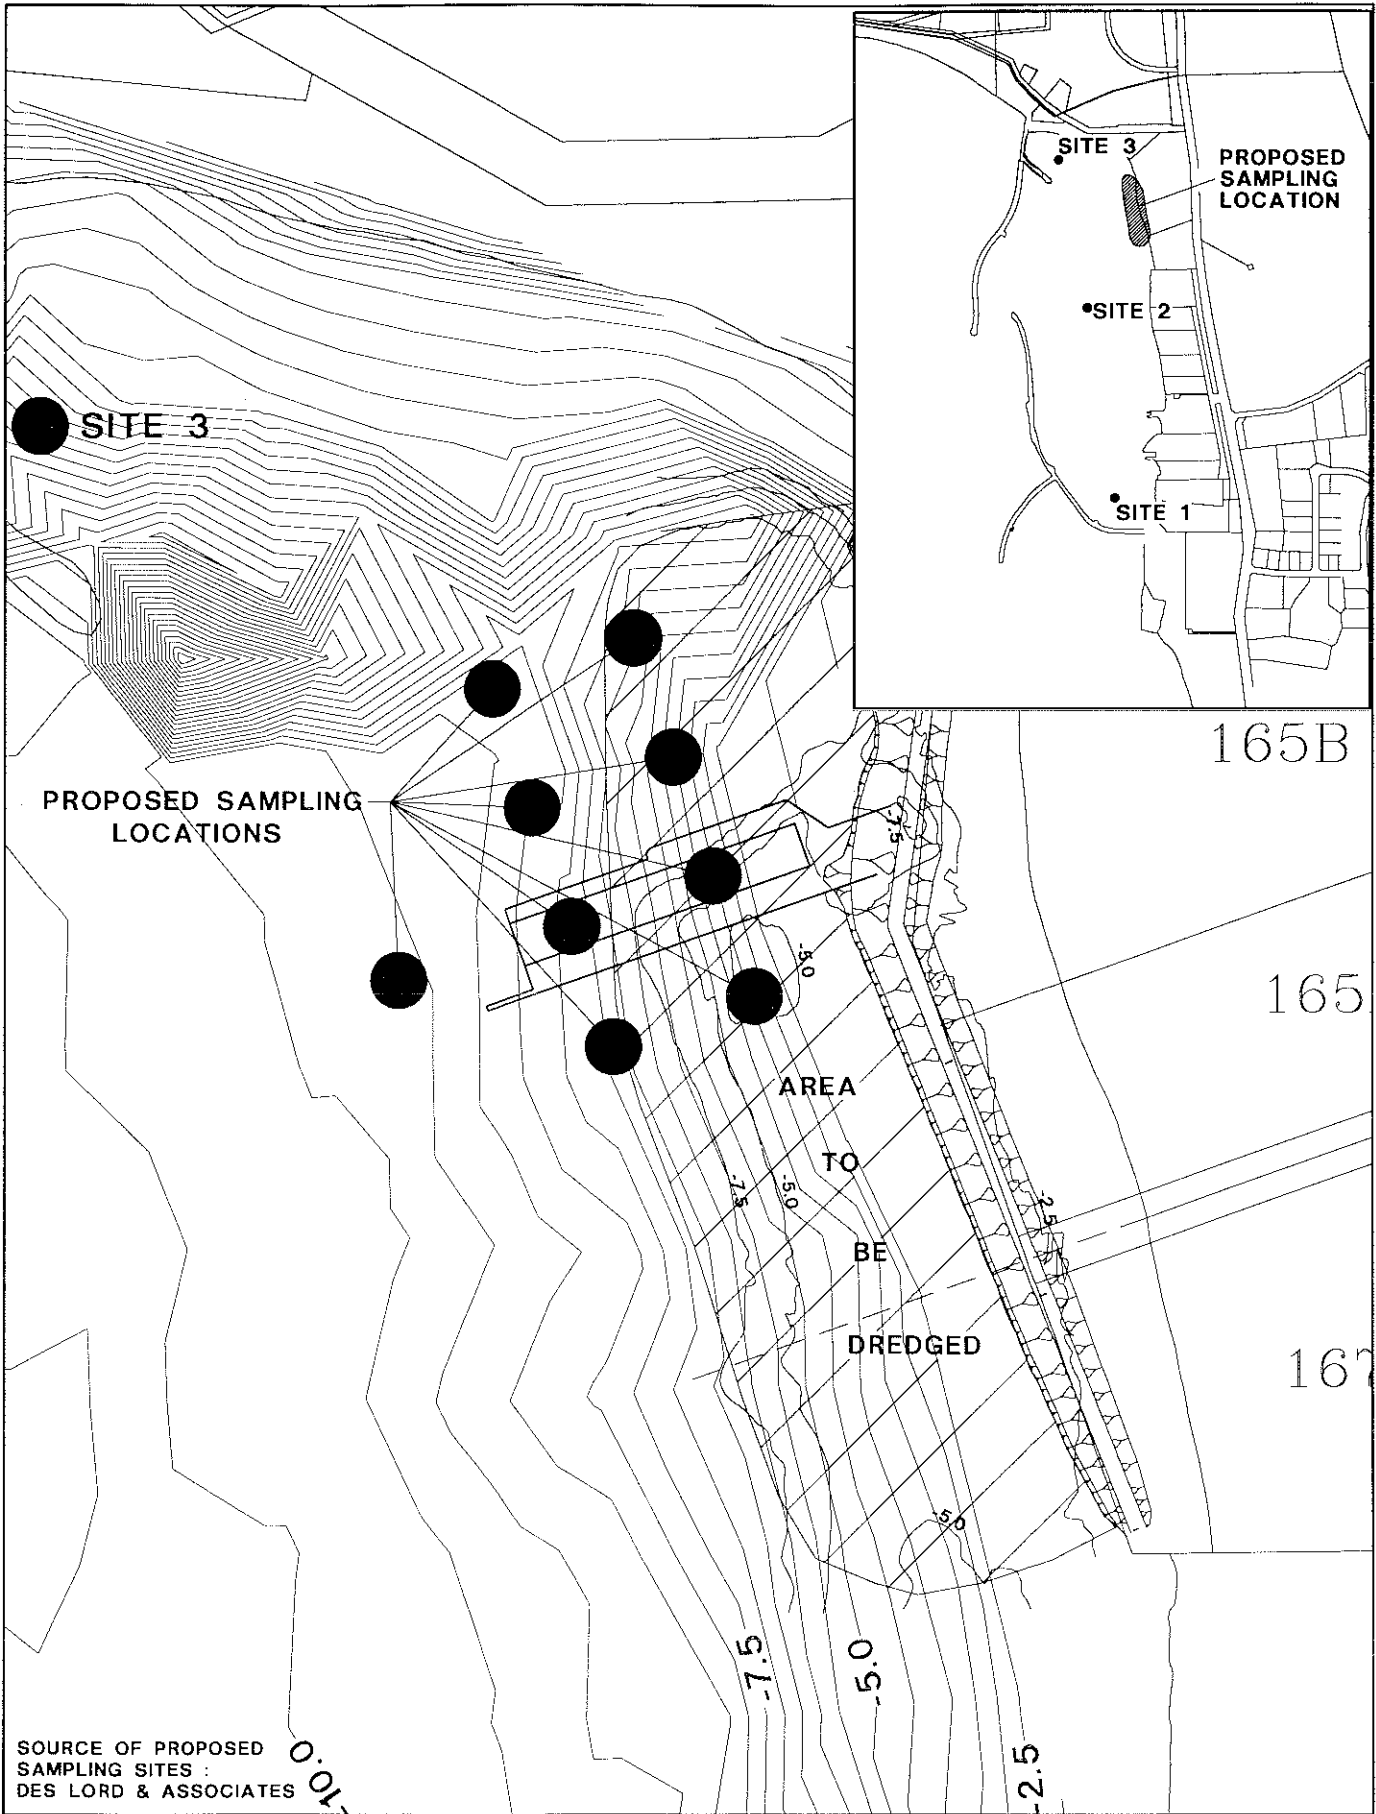 SITE 3
PROPOSED
SAMPLING
LOCATION
SITE 2
SITE 1
SITE 3
165B
PROPOSED SAMPLING
LOCATIONS
-7.5
-5.0
165
AREA
TO
-7.5
-5.0
-2.5
BE
DREDGED
167
-5.0
-7.5
-5.0
-2.5
-10.0
SOURCE OF PROPOSED
SAMPLING SITES :
DES LORD & ASSOCIATES